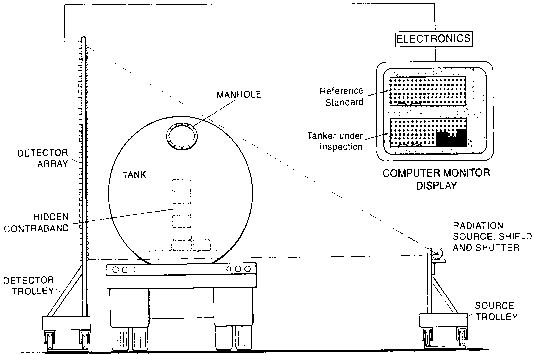 ELECTRONICS
Reference
Standard
Tanker under
inspection
COMPUTER MONITOR
DISPLAY
MANHOLE
DETECTOR
ARRAY
TANK
HIDDEN
CONTRABAND
RADIATION
SOURCE, SHIELD
AND SHUTTER
DETECTOR
TROLLEY
SOURCE
TROLLEY